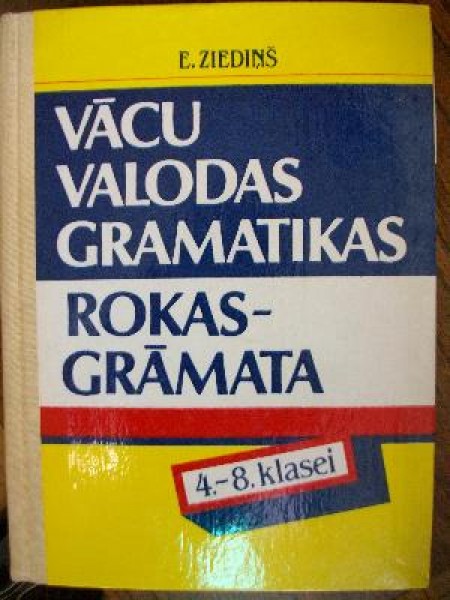 E. ZIEDIŅŠ
VĀCU
VALODAS
GRAMATIKAS
ROKAS-
GRĀMATA
4.-8. klasei